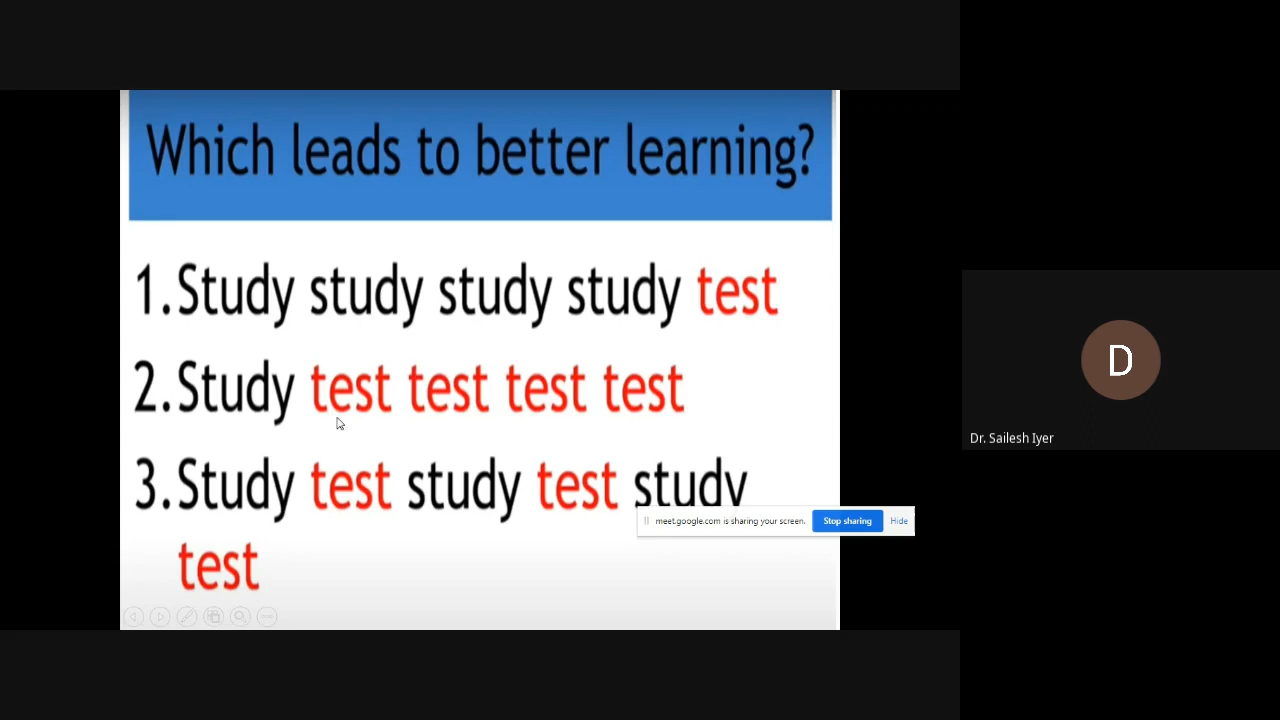 Which leads to better learning?
1. Study study study study test
2. Study test test test test
3. Study test study test study
test
meet.google.com is sharing your screen.
Stop sharing
Hide
D
Dr. Sailesh Iyer